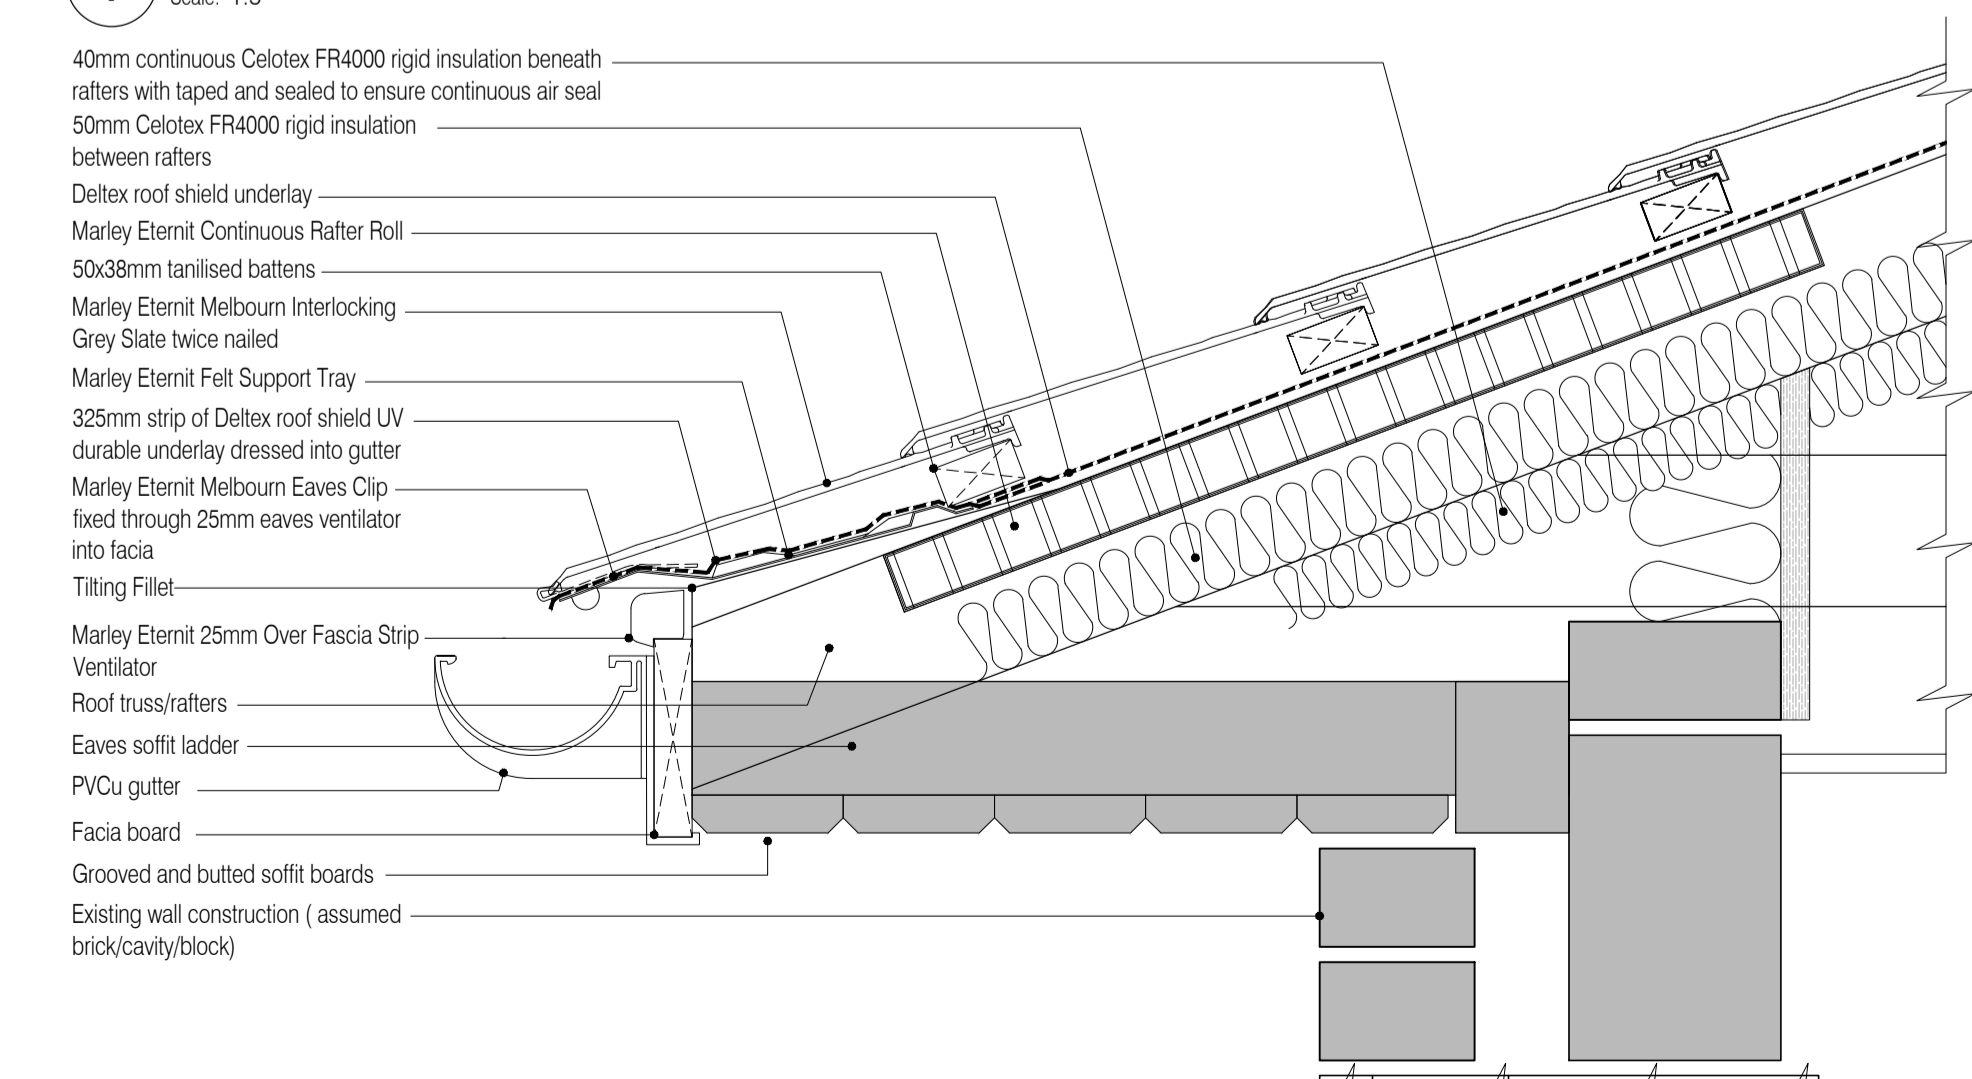 40mm continuous Celotex FR4000 rigid insulation beneath
rafters with taped and sealed to ensure continuous air seal
50mm Celotex FR4000 rigid insulation
between rafters
Deltex roof shield underlay
Marley Eternit Continuous Rafter Roll
50x38mm tanilised battens
Marley Eternit Melbourn Interlocking
Grey Slate twice nailed
Marley Eternit Felt Support Tray
325mm strip of Deltex roof shield UV
durable underlay dressed into gutter
Marley Eternit Melbourn Eaves Clip
fixed through 25mm eaves ventilator
into facia
Tilting Fillet
Marley Eternit 25mm Over Fascia Strip
Ventilator
Roof truss/rafters
Eaves soffit ladder
PVCu gutter
Facia board
Grooved and butted soffit boards
Existing wall construction ( assumed
brick/cavity/block)